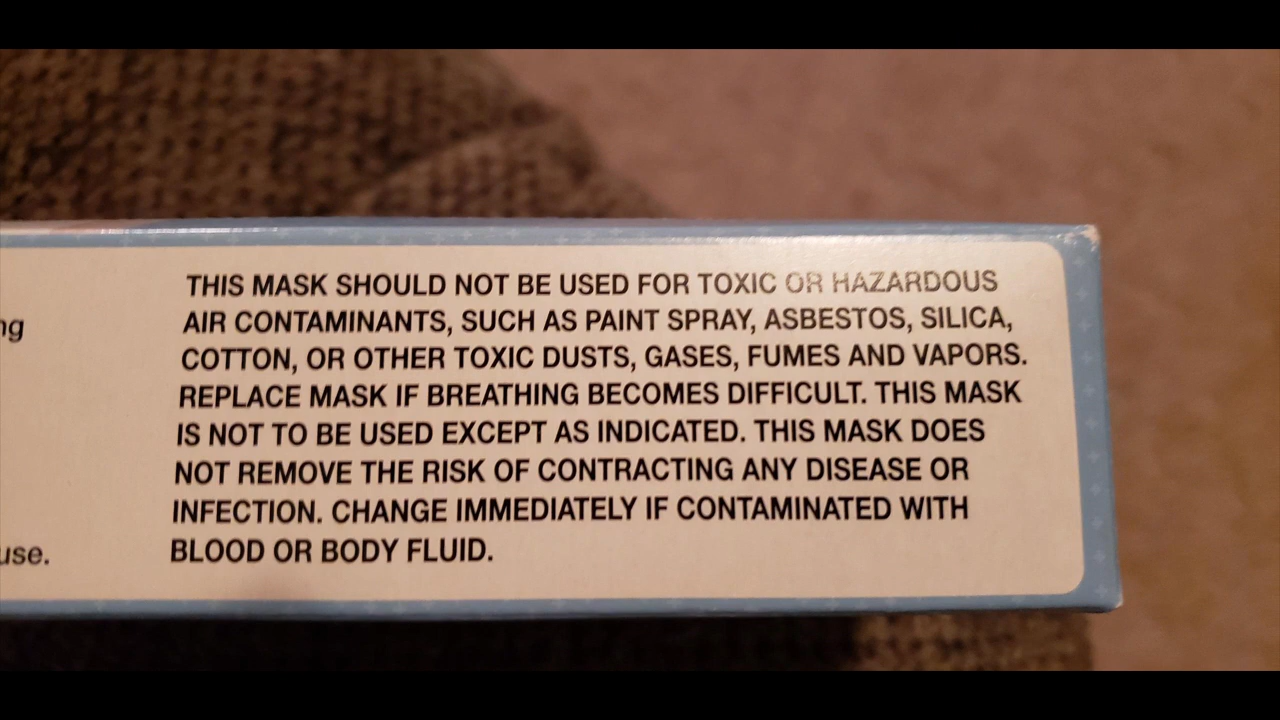 THIS MASK SHOULD NOT BE USED FOR TOXIC OR HAZARDOUS
AIR CONTAMINANTS, SUCH AS PAINT SPRAY, ASBESTOS, SILICA,
COTTON, OR OTHER TOXIC DUSTS, GASES, FUMES AND VAPORS.
REPLACE MASK IF BREATHING BECOMES DIFFICULT. THIS MASK
IS NOT TO BE USED EXCEPT AS INDICATED. THIS MASK DOES
NOT REMOVE THE RISK OF CONTRACTING ANY DISEASE OR
INFECTION. CHANGE IMMEDIATELY IF CONTAMINATED WITH
BLOOD OR BODY FLUID.